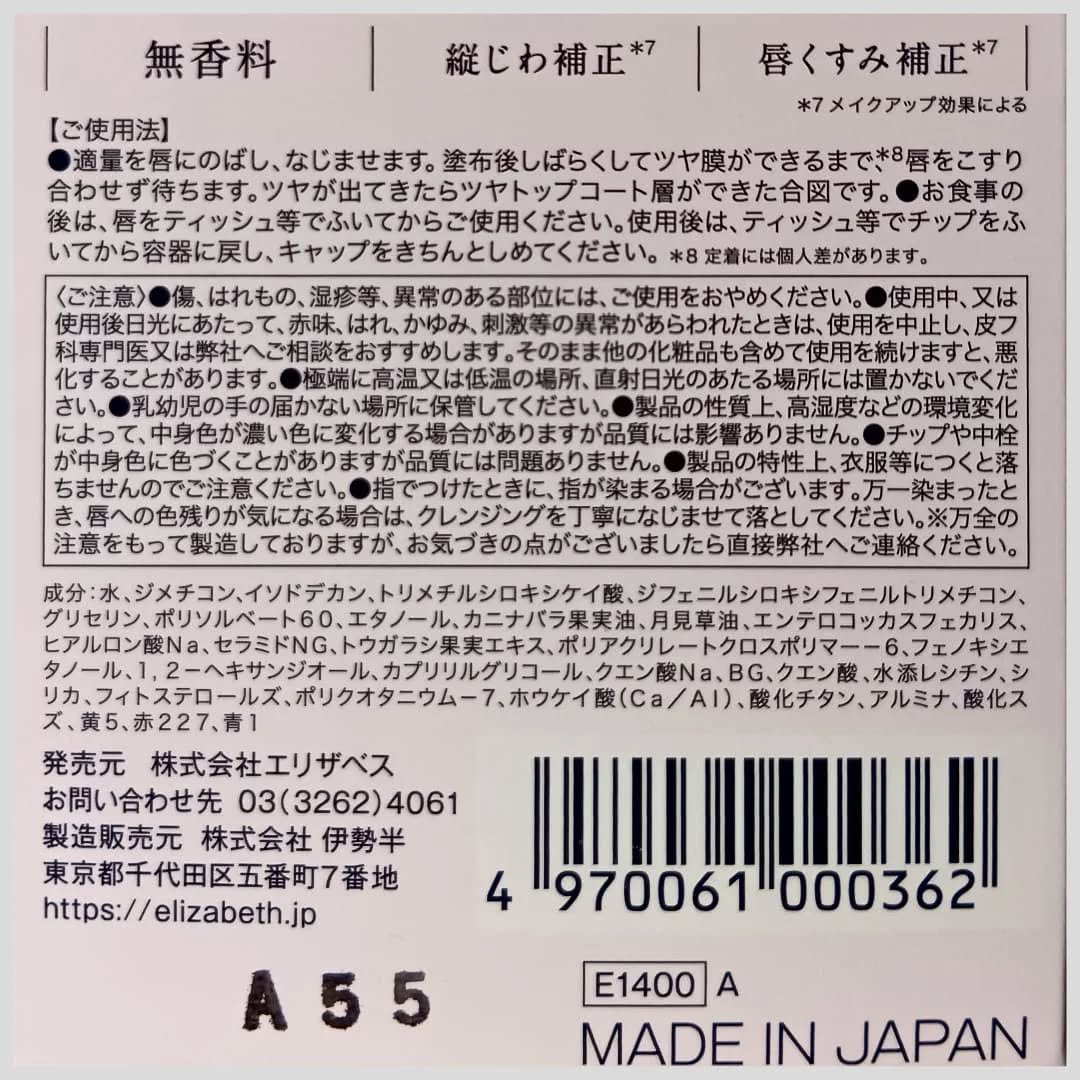 無香料
縦じわ補正*7
唇くすみ補正*7
*7 メイクアップ効果による
【ご使用法】
●適量を唇にのばし、なじませます。塗布後しばらくしてツヤ膜ができるまで、*8唇をこすり
合わせず待ちます。ツヤが出てきたらツヤトップコート層ができた合図です。●お食事の
後は、唇をティッシュ等でふいてからご使用ください。使用後は、ティッシュ等でチップをふ
いてから容器に戻し、キャップをきちんとしめてください。 *8 定着には個人差があります。
〈ご注意〉●傷、はれもの、湿疹等、異常のある部位には、ご使用をおやめください。●使用中、又は
使用後日光にあたって、赤味、はれ、かゆみ、刺激等の異常があらわれたときは、使用を中止し、皮フ
科専門医又は弊社へご相談をおすすめします。そのまま他の化粧品も含めて使用を続けますと、悪
化することがあります。●極端に高温又は低温の場所、直射日光のあたる場所には置かないでくだ
さい。●乳幼児の手の届かない場所に保管してください。●製品の性質上、高湿度などの環境変化
によって、中身色が濃い色に変化する場合がありますが品質には影響ありません。●チップや中栓
が中身色に色づくことがありますが品質には問題ありません。●製品の特性上、衣服等につくと落
ちませんのでご注意ください。●指でつけたときに、指が染まる場合がございます。万一染まったと
き、唇への色残りが気になる場合は、クレンジングを丁寧になじませて落としてください。※万全の
注意をもって製造しておりますが、お気づきの点がございましたら直接弊社へご連絡ください。
成分：水、ジメチコン、イソドデカン、トリメチルシロキシケイ酸、ジフェニルシロキシフェニルトリメチコン、
グリセリン、ポリソルベート60、エタノール、カニナバラ果実油、月見草油、エンテロコッカスフェカリス、
ヒアルロン酸Na、セラミドNG、トウガラシ果実エキス、ポリアクリレートクロスポリマー－6、フェノキシエ
タノール、1，2－ヘキサンジオール、カプリリルグリコール、クエン酸Na、BG、クエン酸、水添レシチン、シ
リカ、フィトステロールズ、ポリクオタニウム－7、ホウケイ酸（Ca／Al）、酸化チタン、アルミナ、酸化ス
ズ、黄5、赤227、青1
発売元 株式会社エリザベス
お問い合わせ先 03(3262)4061
製造販売元 株式会社 伊勢半
東京都千代田区五番町7番地
https://elizabeth.jp
4 970061 000362
A55
E1400 A
MADE IN JAPAN